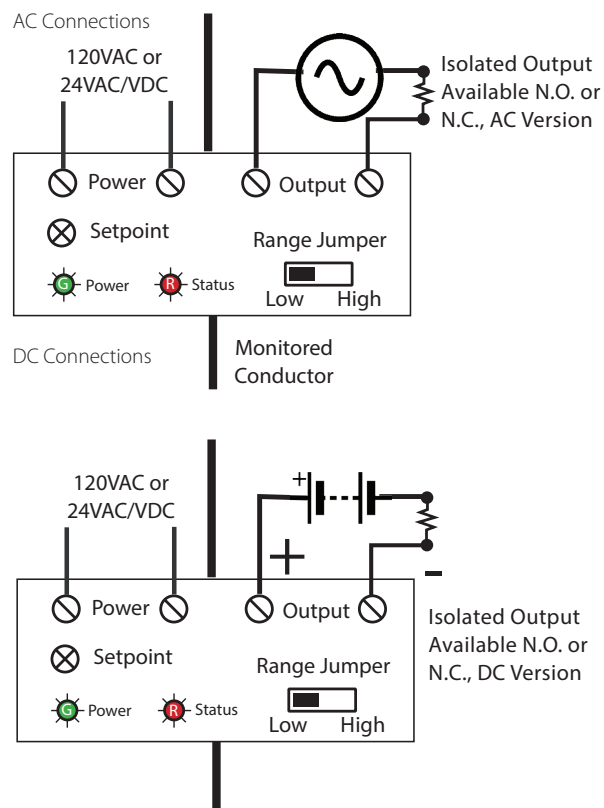 AC Connections
120VAC or
24VAC/VDC
Isolated Output
Available N.O. or
N.C., AC Version
Power
Output
Setpoint
Range Jumper
G Power
R Status
Low High
DC Connections
Monitored
Conductor
120VAC or
24VAC/VDC
+
+
-
Power
Output
Isolated Output
Available N.O. or
N.C., DC Version
Setpoint
Range Jumper
G Power
R Status
Low High